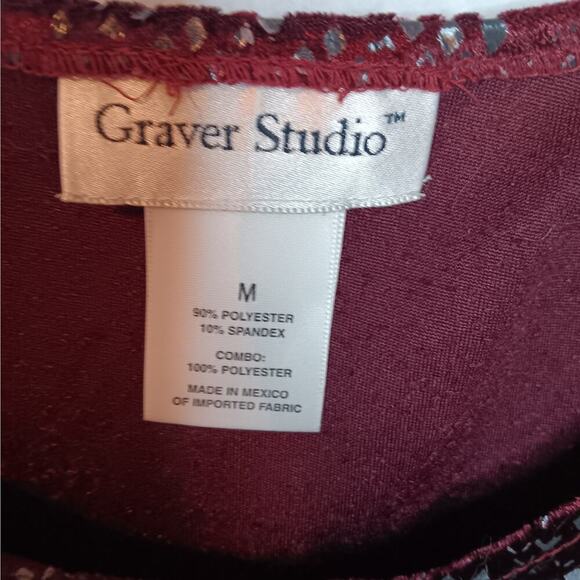 Graver Studio™
M
90% POLYESTER
10% SPANDEX
COMBO:
100% POLYESTER
MADE IN MEXICO
OF IMPORTED FABRIC